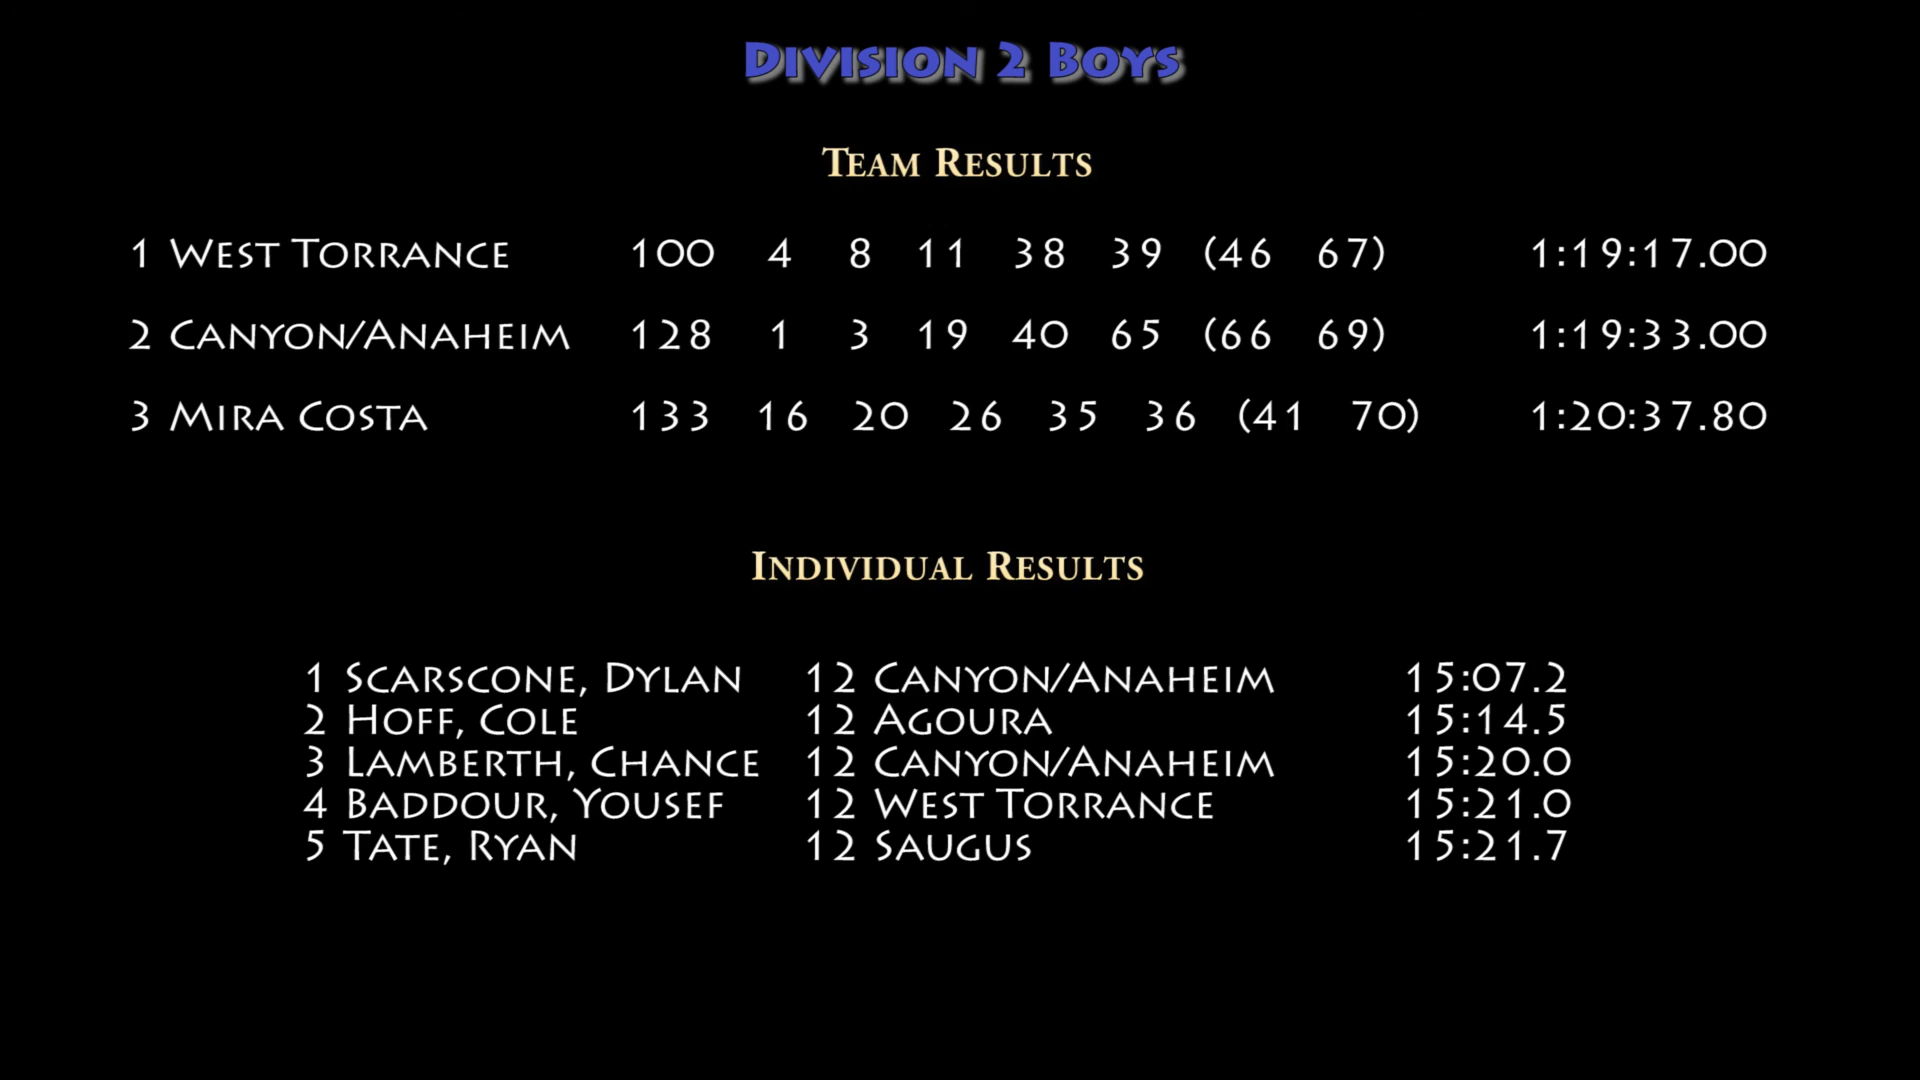 Division 2 Boys
Team Results
1 West Torrance 100 4 8 11 38 39 (46 67) 1:19:17.00
2 Canyon/Anaheim 128 1 3 19 40 65 (66 69) 1:19:33.00
3 Mira Costa 133 16 20 26 35 36 (41 70) 1:20:37.80
Individual Results
1 Scarscone, Dylan 12 Canyon/Anaheim 15:07.2
2 Hoff, Cole 12 Agoura 15:14.5
3 Lamberth, Chance 12 Canyon/Anaheim 15:20.0
4 Baddour, Yousef 12 West Torrance 15:21.0
5 Tate, Ryan 12 Saugus 15:21.7